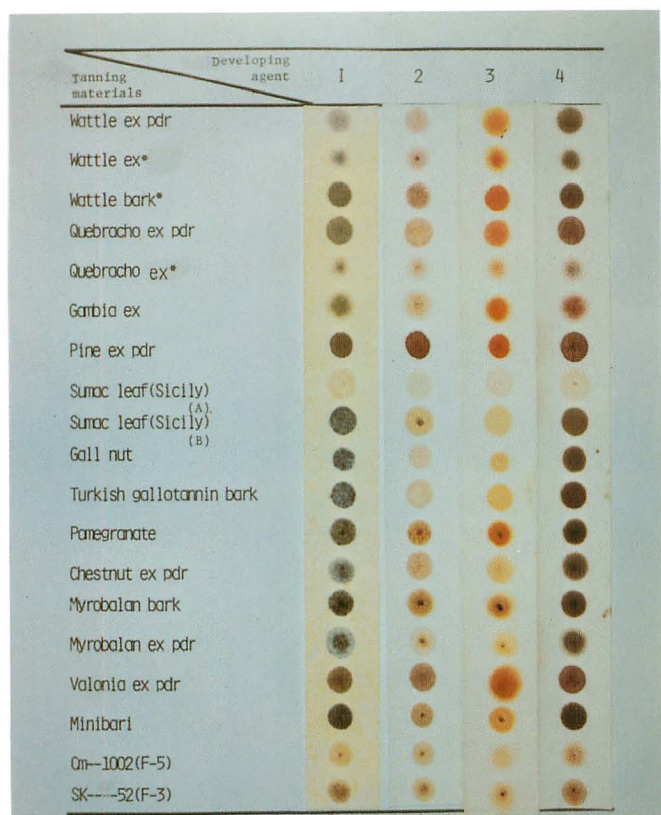 Developing
agent
Tanning
materials
1 2 3 4
Wattle ex pdr
Wattle ex*
Wattle bark*
Quebracho ex pdr
Quebracho ex*
Gambia ex
Pine ex pdr
Sumac leaf(Sicily)
(A).
Sumac leaf(Sicily)
(B)
Gall nut
Turkish gallotannin bark
Pomegranate
Chestnut ex pdr
Myrobalan bark
Myrobalan ex pdr
Valonia ex pdr
Minibari
Cm--1002(F-5)
SK----52(F-3)